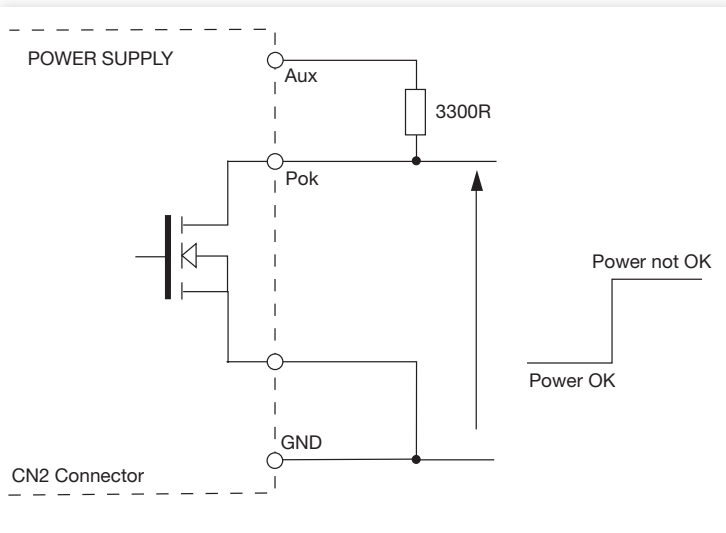 POWER SUPPLY
Aux
3300R
Pok
Power not OK
Power OK
GND
CN2 Connector